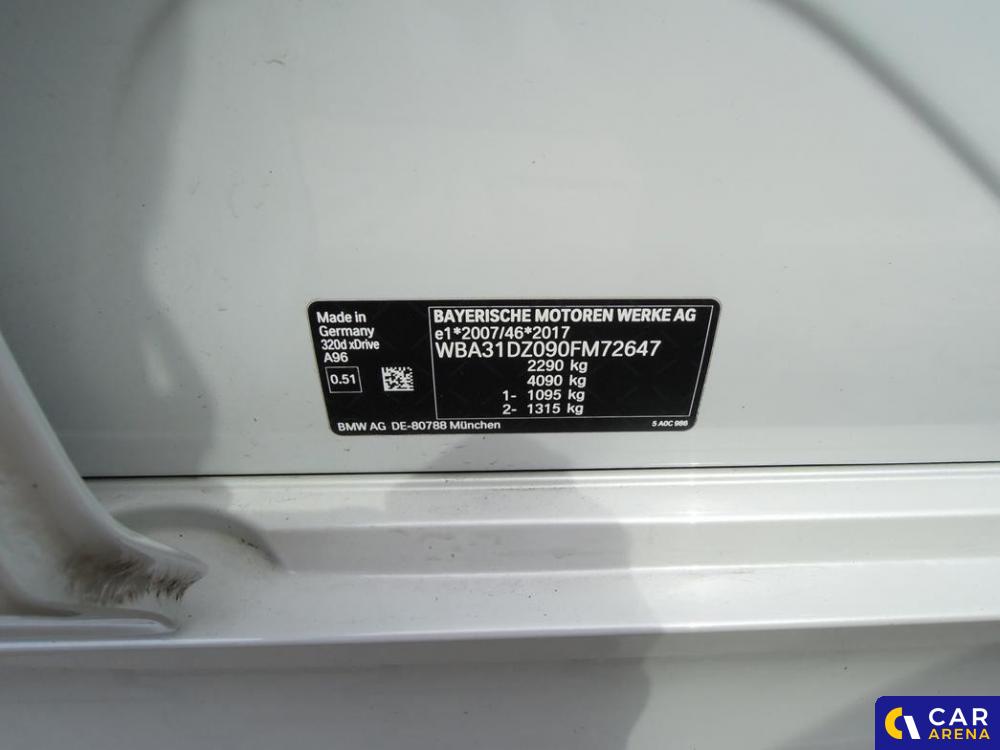 Made in
Germany
320d xDrive
A96
0.51
BMW AG DE-80788 München
BAYERISCHE MOTOREN WERKE AG
e1*2007/46*2017
WBA31DZ090FM72647
2290 kg
4090 kg
1- 1095 kg
2- 1315 kg
5 A0C 986
CAR
ARENA